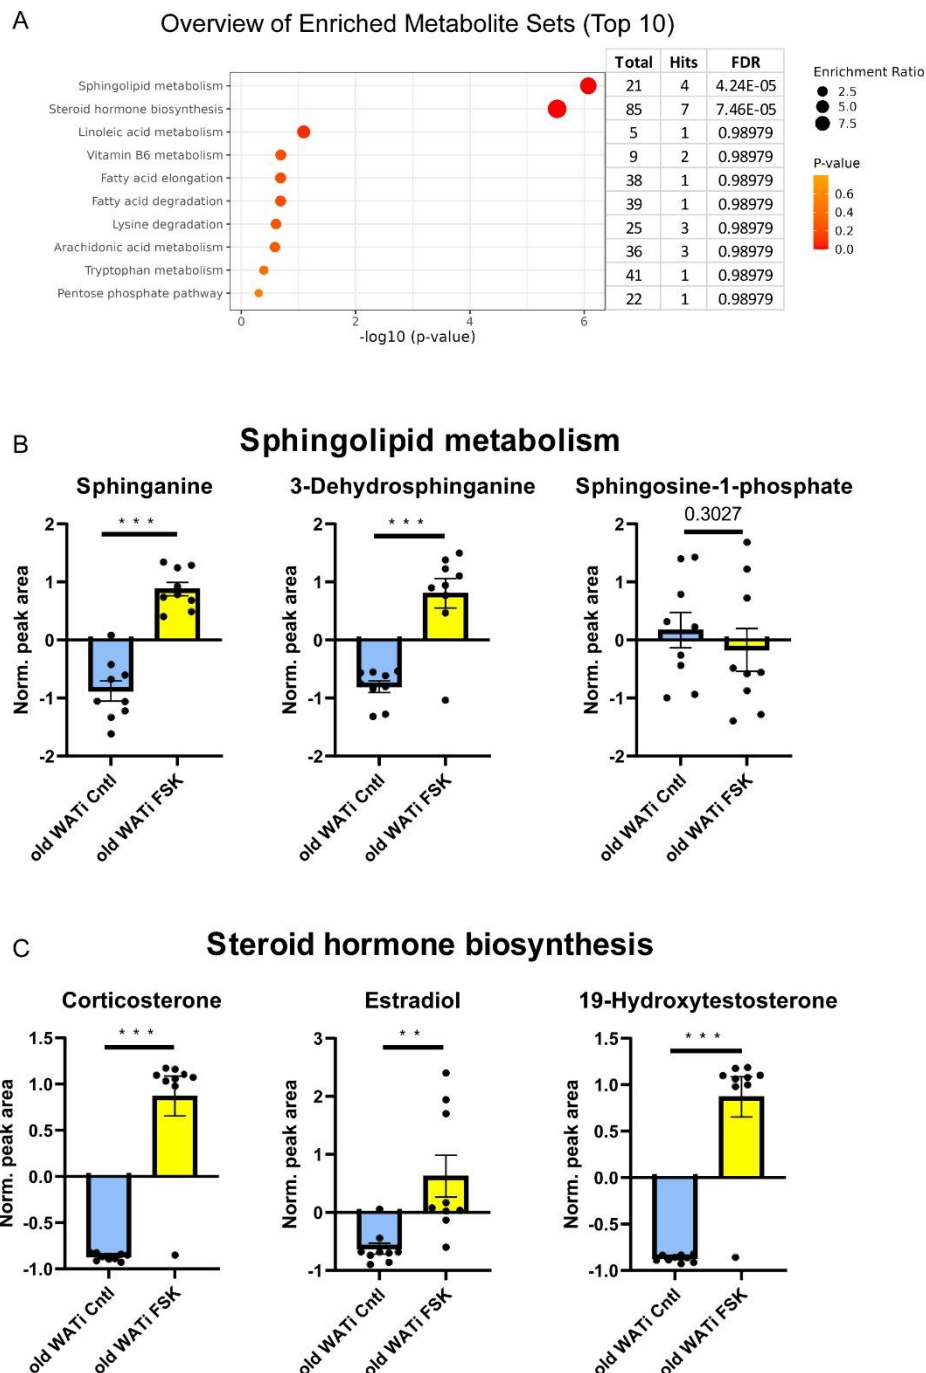 A
Overview of Enriched Metabolite Sets (Top 10)
Total Hits FDR
Sphingolipid metabolism 21 4 4.24E-05
Steroid hormone biosynthesis 85 7 7.46E-05
Linoleic acid metabolism 5 1 0.98979
Vitamin B6 metabolism 9 2 0.98979
Fatty acid elongation 38 1 0.98979
Fatty acid degradation 39 1 0.98979
Lysine degradation 25 3 0.98979
Arachidonic acid metabolism 36 3 0.98979
Tryptophan metabolism 41 1 0.98979
Pentose phosphate pathway 22 1 0.98979
0 2 4 6
-log10 (p-value)
Enrichment Ratio
2.5
5.0
7.5
P-value
0.6
0.4
0.2
0.0
B
Sphingolipid metabolism
Sphinganine
* * *
Norm. peak area
2
1
0
-1
-2
old WATi Cntl
old WATi FSK
3-Dehydrosphinganine
* * *
Norm. peak area
2
1
0
-1
-2
old WATi Cntl
old WATi FSK
Sphingosine-1-phosphate
0.3027
Norm. peak area
2
1
0
-1
-2
old WATi Cntl
old WATi FSK
C
Steroid hormone biosynthesis
Corticosterone
* * *
Norm. peak area
1.5
1.0
0.5
0.0
-0.5
-1.0
old WATi Cntl
old WATi FSK
Estradiol
* *
Norm. peak area
3
2
1
0
-1
old WATi Cntl
old WATi FSK
19-Hydroxytestosterone
* * *
Norm. peak area
1.5
1.0
0.5
0.0
-0.5
-1.0
old WATi Cntl
old WATi FSK